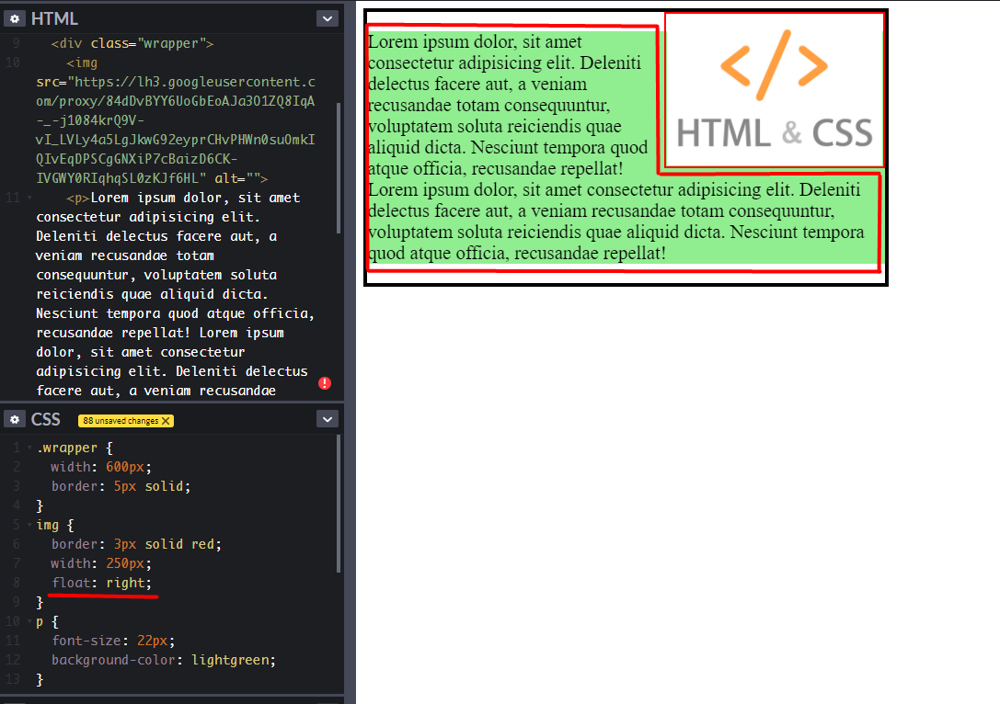 HTML
9 <div class="wrapper">
10 <img
src="https://lh3.googleusercontent.c
om/proxy/84dDvBYY6UoGbEoAJa3O1ZQ8IqA
-_-j1084krQ9V-
vI_LVLy4a5LgJkwG92eyprCHvPHWn0suOmkI
QIvEqDPSCgGNXiP7cBaizD6CK-
IVGWY0RIqhqSL0zKJf6HL" alt="">
11 <p>Lorem ipsum dolor, sit amet
consectetur adipisicing elit.
Deleniti delectus facere aut, a
veniam recusandae totam
consequuntur, voluptatem soluta
reiciendis quae aliquid dicta.
Nesciunt tempora quod atque officia,
recusandae repellat! Lorem ipsum
dolor, sit amet consectetur
adipisicing elit. Deleniti delectus
facere aut, a veniam recusandae
CSS 88 unsaved changes X
1 .wrapper {
2 width: 600px;
3 border: 5px solid;
4 }
5 img {
6 border: 3px solid red;
7 width: 250px;
8 float: right;
9 }
10 p {
11 font-size: 22px;
12 background-color: lightgreen;
13 }
Lorem ipsum dolor, sit amet
consectetur adipisicing elit. Deleniti
delectus facere aut, a veniam
recusandae totam consequuntur,
voluptatem soluta reiciendis quae
aliquid dicta. Nesciunt tempora quod
atque officia, recusandae repellat!
Lorem ipsum dolor, sit amet consectetur adipisicing elit. Deleniti
delectus facere aut, a veniam recusandae totam consequuntur,
voluptatem soluta reiciendis quae aliquid dicta. Nesciunt tempora
quod atque officia, recusandae repellat!
</>
HTML & CSS